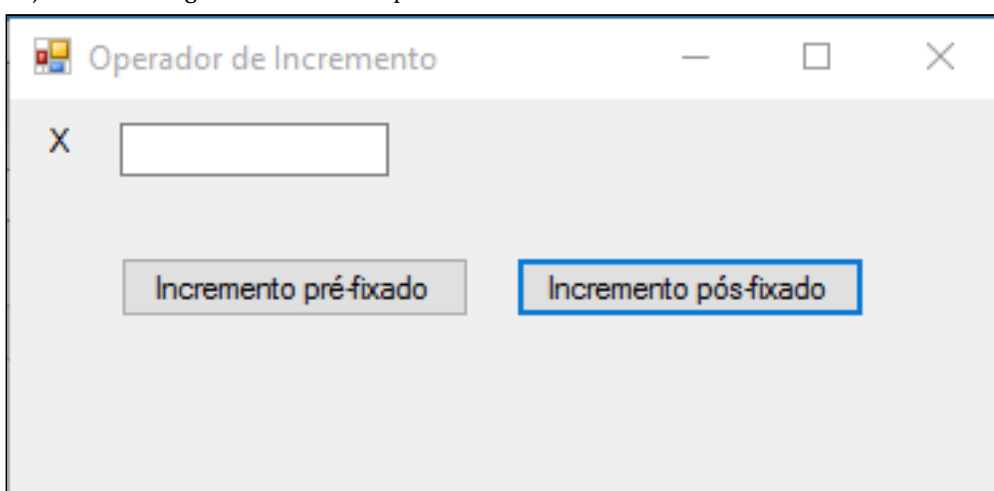 Operador de Incremento
X
Incremento pré-fixado Incremento pós-fixado